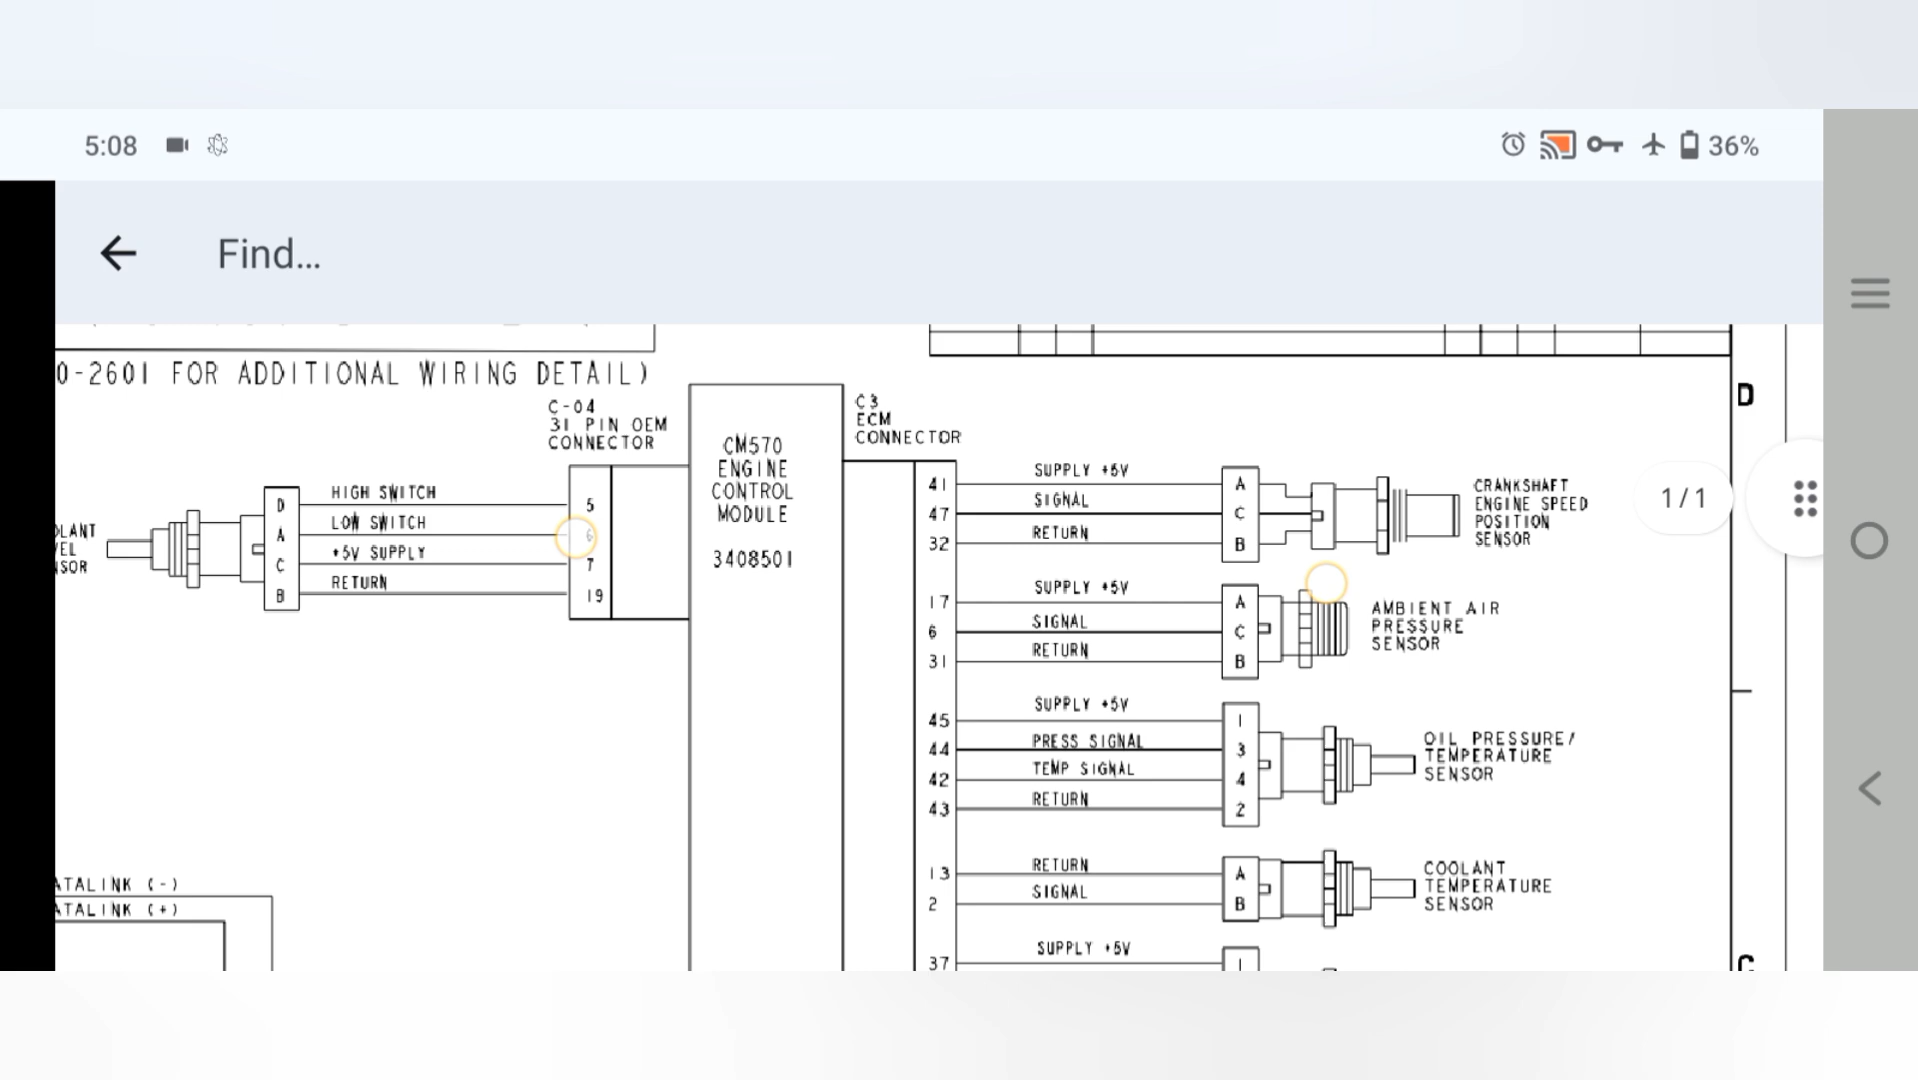 5:08
36%
Find...
0-2601 FOR ADDITIONAL WIRING DETAIL)
C-04
31 PIN OEM
CONNECTOR
CM570
ENGINE
CONTROL
MODULE
3408501
C3
ECM
CONNECTOR
D
OLANT
VEL
NSOR
D
A
C
B
HIGH SWITCH
LOW SWITCH
+5V SUPPLY
RETURN
5
6
7
19
41
47
32
SUPPLY +5V
SIGNAL
RETURN
A
C
B
CRANKSHAFT
ENGINE SPEED
POSITION
SENSOR
1/1
17
6
31
SUPPLY +5V
SIGNAL
RETURN
A
C
B
AMBIENT AIR
PRESSURE
SENSOR
45
44
42
43
SUPPLY +5V
PRESS SIGNAL
TEMP SIGNAL
RETURN
1
3
4
2
OIL PRESSURE/
TEMPERATURE
SENSOR
13
2
RETURN
SIGNAL
A
B
COOLANT
TEMPERATURE
SENSOR
ATALINK (-)
ATALINK (+)
37
SUPPLY +5V
1
C